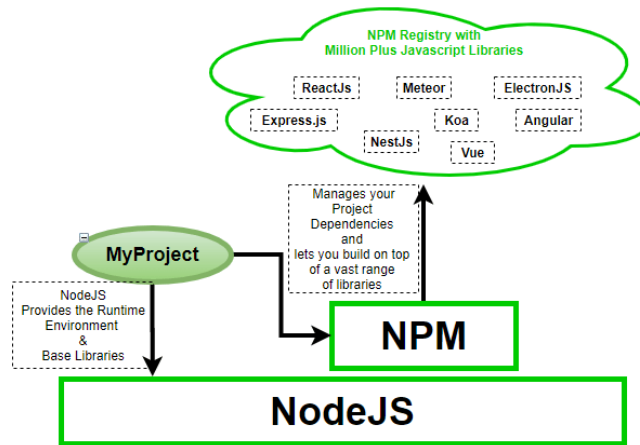 NPM Registry with
Million Plus Javascript Libraries
ReactJs
Meteor
ElectronJS
Express.js
Koa
Angular
NestJs
Vue
Manages your
Project
Dependencies
and
lets you build on top
of a vast range
of libraries
MyProject
NodeJS
Provides the Runtime
Environment
&
Base Libraries
NPM
NodeJS